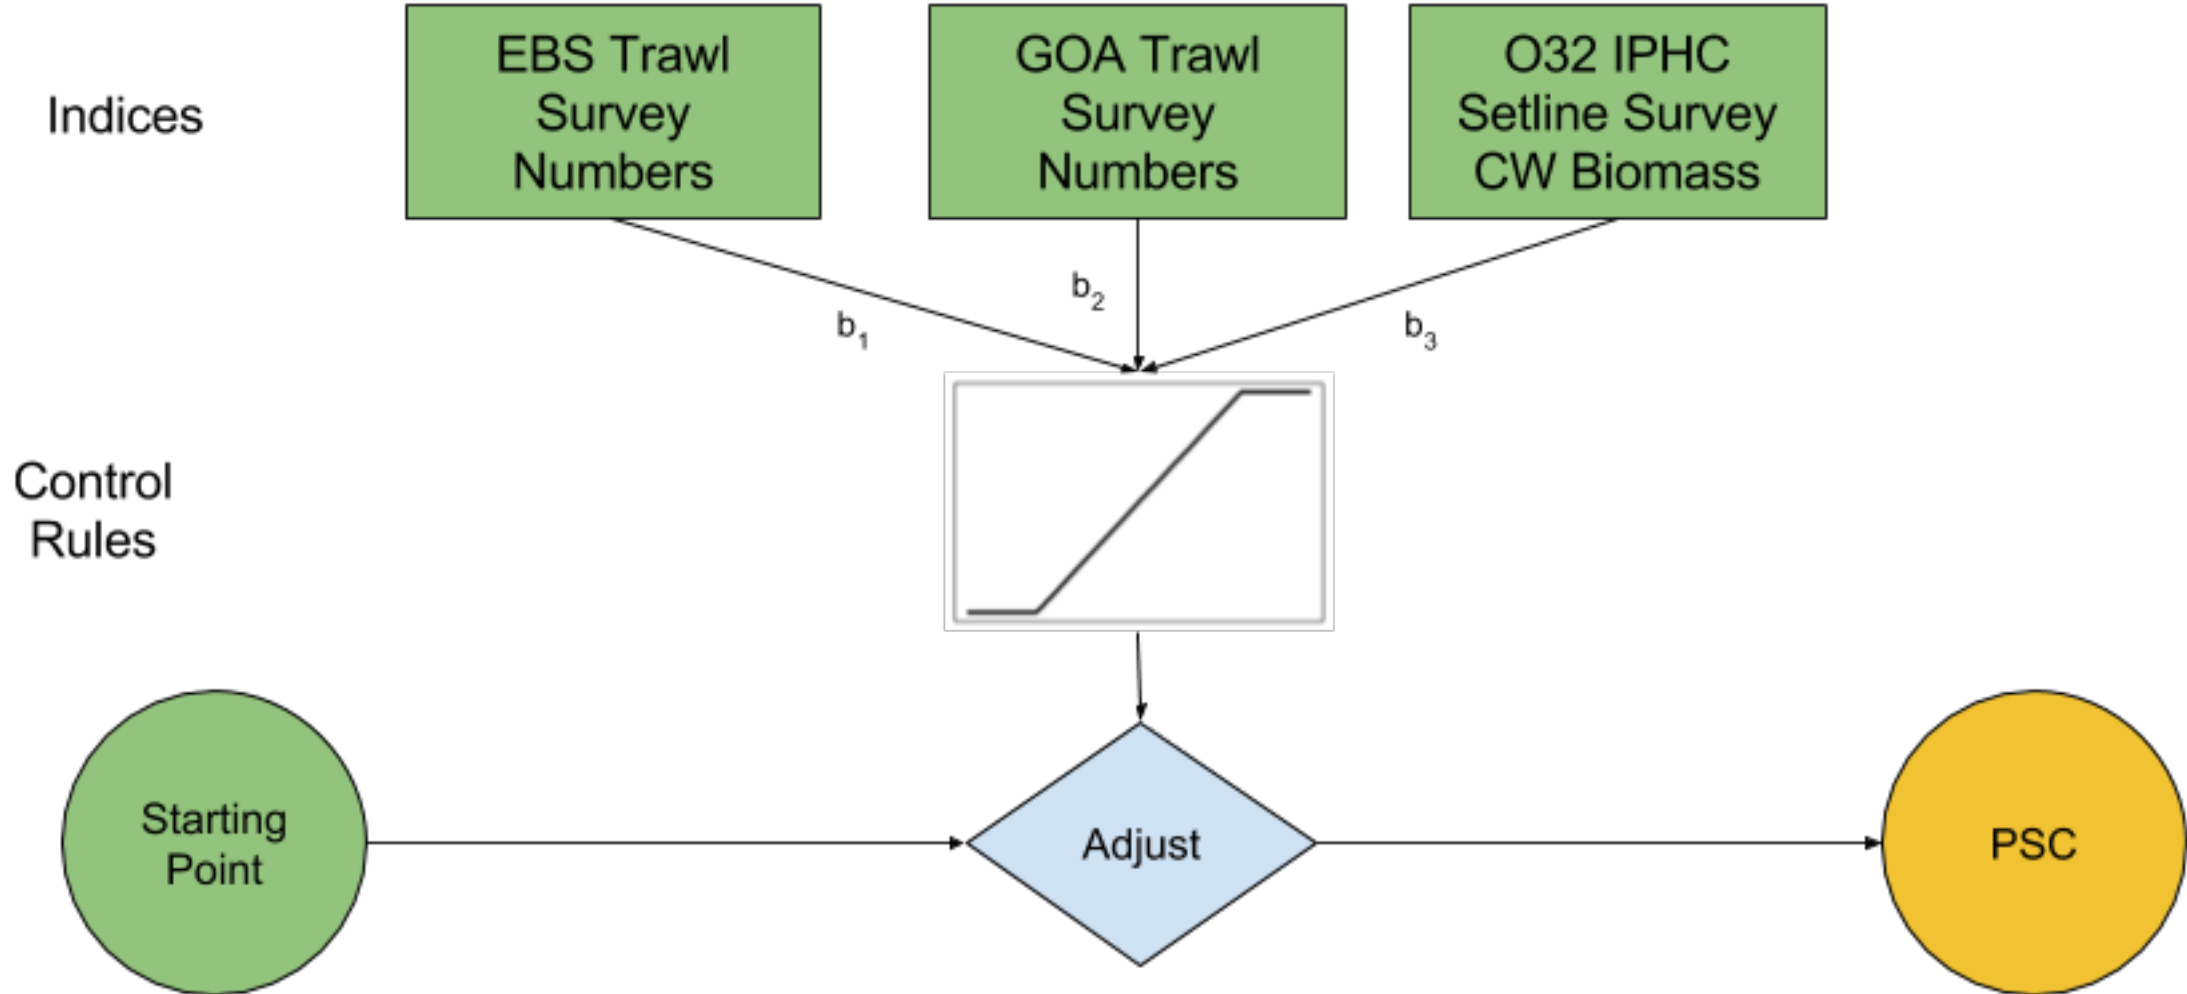 Indices
EBS Trawl
Survey
Numbers
GOA Trawl
Survey
Numbers
O32 IPHC
Setline Survey
CW Biomass
b₁
b₂
b₃
Control
Rules
Starting
Point
Adjust
PSC